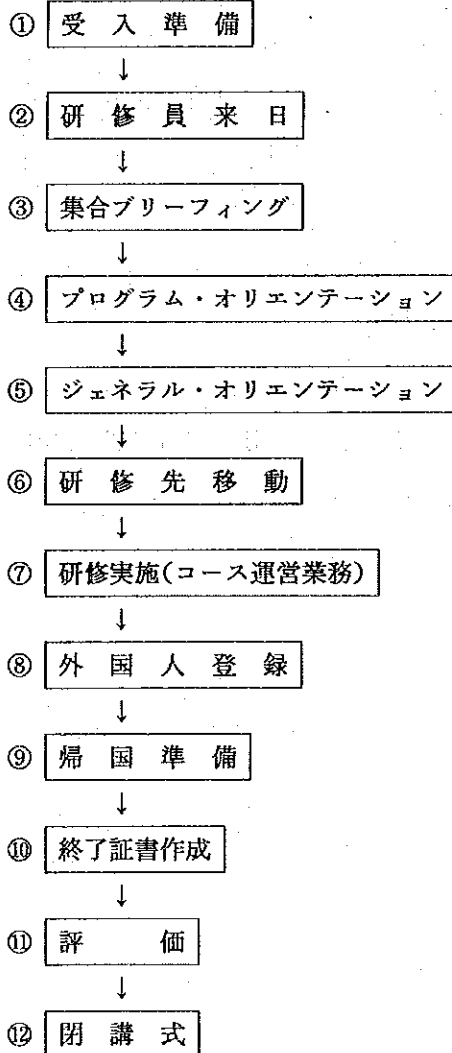 ① 受入準備
↓
② 研修員来日
↓
③ 集合ブリーフィング
↓
④ プログラム・オリエンテーション
↓
⑤ ジェネラル・オリエンテーション
↓
⑥ 研修先移動
↓
⑦ 研修実施(コース運営業務)
↓
⑧ 外国人登録
↓
⑨ 帰国準備
↓
⑩ 終了証書作成
↓
⑪ 評価
↓
⑫ 閉講式